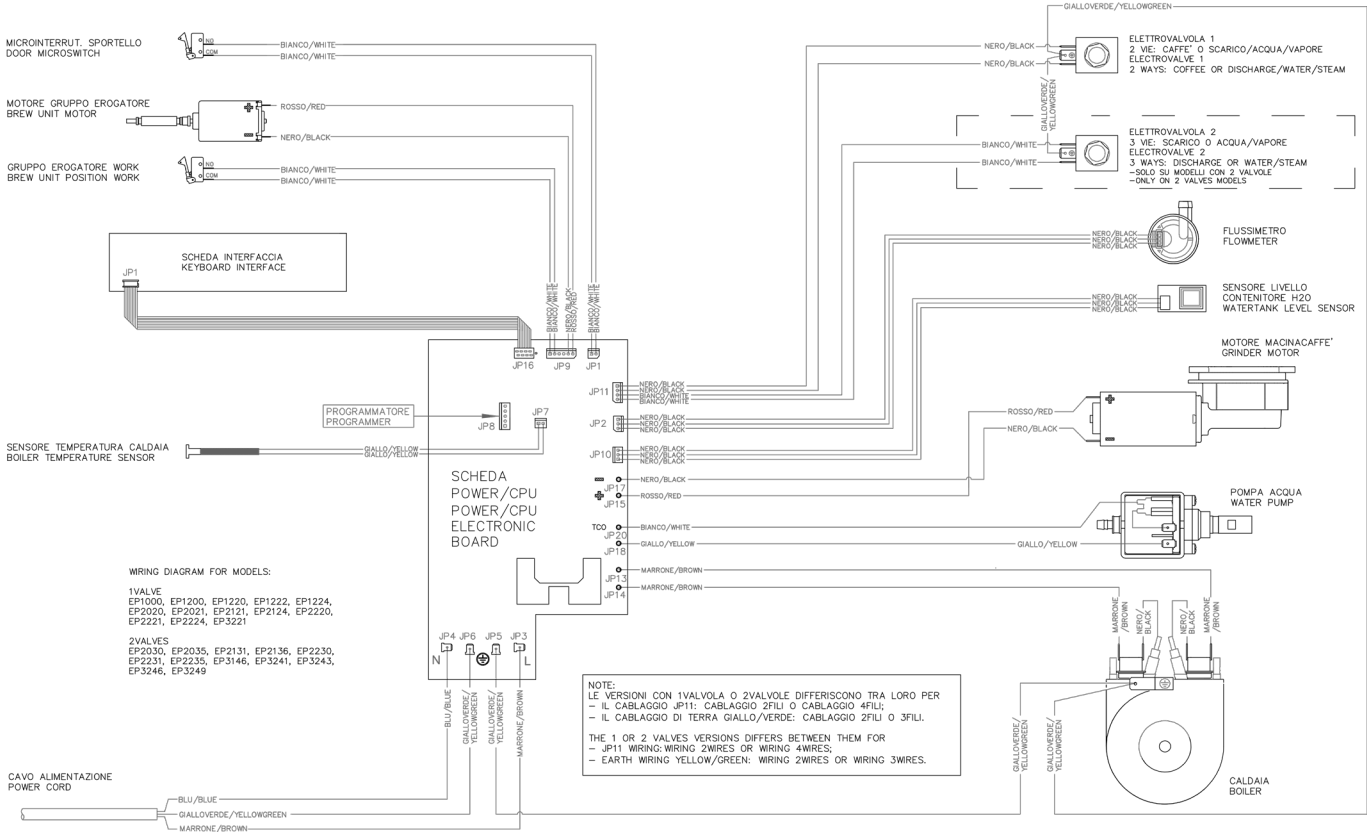 GIALLOVERDE/YELLOWGREEN
MICROINTERRUT. SPORTELLO
DOOR MICROSWITCH
NO
COM
BIANCO/WHITE
BIANCO/WHITE
MOTORE GRUPPO EROGATORE
BREW UNIT MOTOR
+
-
ROSSO/RED
NERO/BLACK
GRUPPO EROGATORE WORK
BREW UNIT POSITION WORK
NO
COM
BIANCO/WHITE
BIANCO/WHITE
NERO/BLACK
NERO/BLACK
GIALLOVERDE/
YELLOWGREEN
ELETTROVALVOLA 1
2 VIE: CAFFE' O SCARICO/ACQUA/VAPORE
ELECTROVALVE 1
2 WAYS: COFFEE OR DISCHARGE/WATER/STEAM
BIANCO/WHITE
BIANCO/WHITE
ELETTROVALVOLA 2
3 VIE: SCARICO O ACQUA/VAPORE
ELECTROVALVE 2
3 WAYS: DISCHARGE OR WATER/STEAM
-SOLO SU MODELLI CON 2 VALVOLE
-ONLY ON 2 VALVES MODELS
NERO/BLACK
NERO/BLACK
NERO/BLACK
FLUSSIMETRO
FLOWMETER
SCHEDA INTERFACCIA
KEYBOARD INTERFACE
JP1
NERO/BLACK
NERO/BLACK
NERO/BLACK
SENSORE LIVELLO
CONTENITORE H2O
WATERTANK LEVEL SENSOR
BIANCO/WHITE
BIANCO/WHITE
NERO/BLACK
ROSSO/RED
BIANCO/WHITE
BIANCO/WHITE
JP16
JP9
JP1
MOTORE MACINACAFFE'
GRINDER MOTOR
ROSSO/RED
NERO/BLACK
+
-
JP11
NERO/BLACK
NERO/BLACK
BIANCO/WHITE
BIANCO/WHITE
PROGRAMMATORE
PROGRAMMER
JP8
JP7
JP2
NERO/BLACK
NERO/BLACK
NERO/BLACK
SENSORE TEMPERATURA CALDAIA
BOILER TEMPERATURE SENSOR
GIALLO/YELLOW
GIALLO/YELLOW
JP10
NERO/BLACK
NERO/BLACK
NERO/BLACK
SCHEDA
POWER/CPU
POWER/CPU
ELECTRONIC
BOARD
-
NERO/BLACK
JP17
+
ROSSO/RED
JP15
TCO
BIANCO/WHITE
JP20
GIALLO/YELLOW
GIALLO/YELLOW
JP18
POMPA ACQUA
WATER PUMP
MARRONE/BROWN
JP13
MARRONE/BROWN
JP14
WIRING DIAGRAM FOR MODELS:
1VALVE
EP1000, EP1200, EP1220, EP1222, EP1224,
EP2020, EP2021, EP2121, EP2124, EP2220,
EP2221, EP2224, EP3221
2VALVES
EP2030, EP2035, EP2131, EP2136, EP2230,
EP2231, EP2235, EP3146, EP3241, EP3243,
EP3246, EP3249
JP4
JP6
JP5
JP3
N
L
BLU/BLUE
GIALLOVERDE/
YELLOWGREEN
GIALLOVERDE/
YELLOWGREEN
MARRONE/BROWN
MARRONE
/BROWN
NERO/
BLACK
NERO/
BLACK
MARRONE
/BROWN
NOTE:
LE VERSIONI CON 1VALVOLA O 2VALVOLE DIFFERISCONO TRA LORO PER
- IL CABLAGGIO JP11: CABLAGGIO 2FILI O CABLAGGIO 4FILI;
- IL CABLAGGIO DI TERRA GIALLO/VERDE: CABLAGGIO 2FILI O 3FILI.
THE 1 OR 2 VALVES VERSIONS DIFFERS BETWEEN THEM FOR
- JP11 WIRING: WIRING 2WIRES OR WIRING 4WIRES;
- EARTH WIRING YELLOW/GREEN: WIRING 2WIRES OR WIRING 3WIRES.
GIALLOVERDE/
YELLOWGREEN
GIALLOVERDE/
YELLOWGREEN
CALDAIA
BOILER
CAVO ALIMENTAZIONE
POWER CORD
BLU/BLUE
GIALLOVERDE/YELLOWGREEN
MARRONE/BROWN